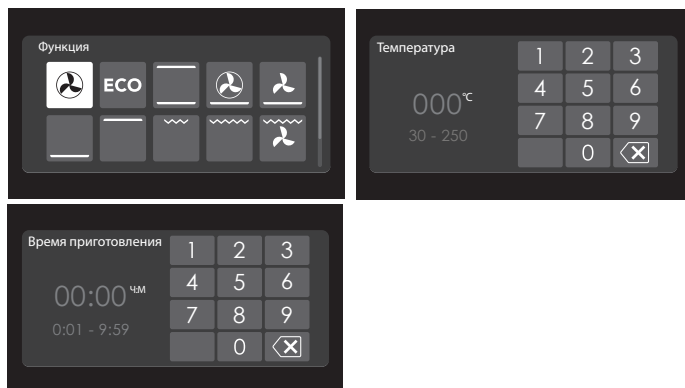 Функция
ECO
Температура
1 2 3
000°C
4 5 6
30 - 250
7 8 9
0
Время приготовления
1 2 3
00:00 ч:м
4 5 6
0:01 - 9:59
7 8 9
0